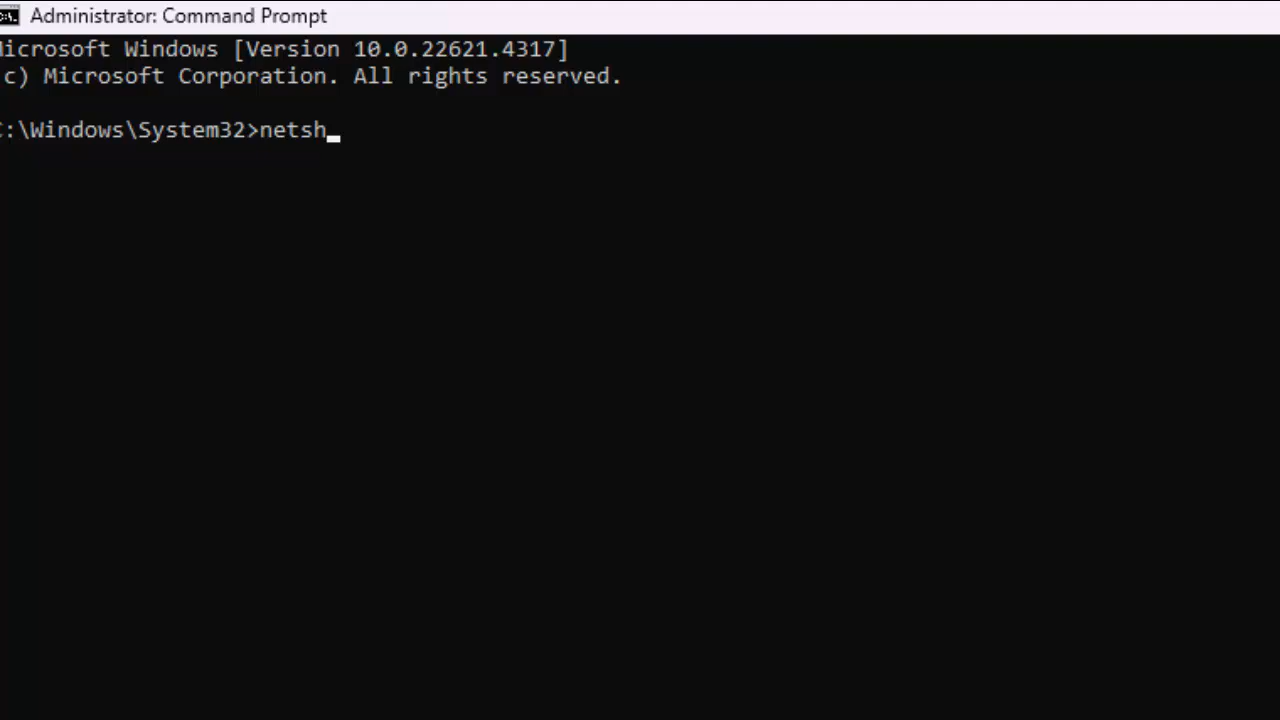 Administrator: Command Prompt
Microsoft Windows [Version 10.0.22621.4317]
c) Microsoft Corporation. All rights reserved.
C:\Windows\System32>netsh